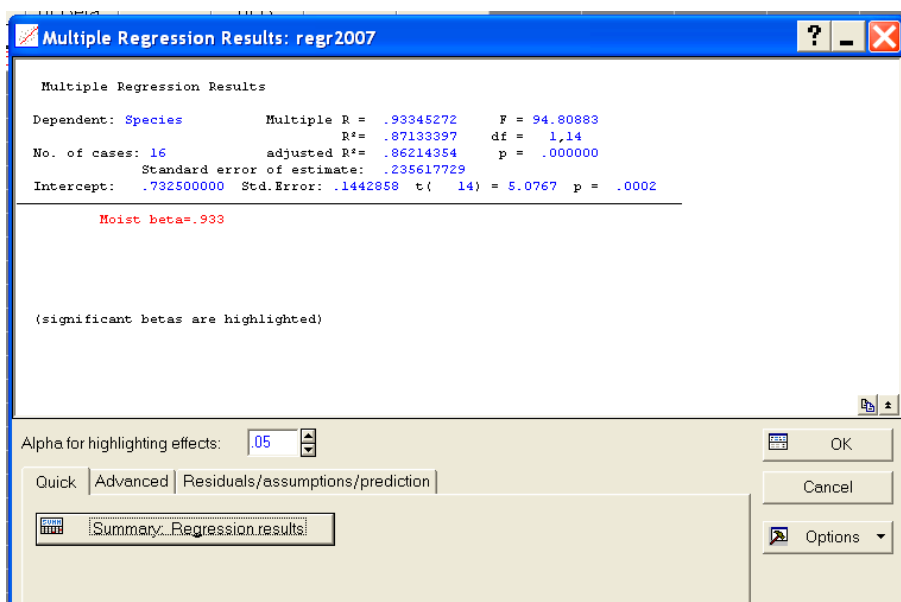 Multiple Regression Results: regr2007
Multiple Regression Results
Dependent: Species Multiple R = .93345272 F = 94.80883
R²= .87133397 df = 1,14
No. of cases: 16 adjusted R²= .86214354 p = .000000
Standard error of estimate: .235617729
Intercept: .732500000 Std.Error: .1442858 t( 14) = 5.0767 p = .0002
Moist beta=.933
(significant betas are highlighted)
Alpha for highlighting effects: .05
OK
Quick Advanced Residuals/assumptions/prediction
Cancel
Summary: Regression results
Options